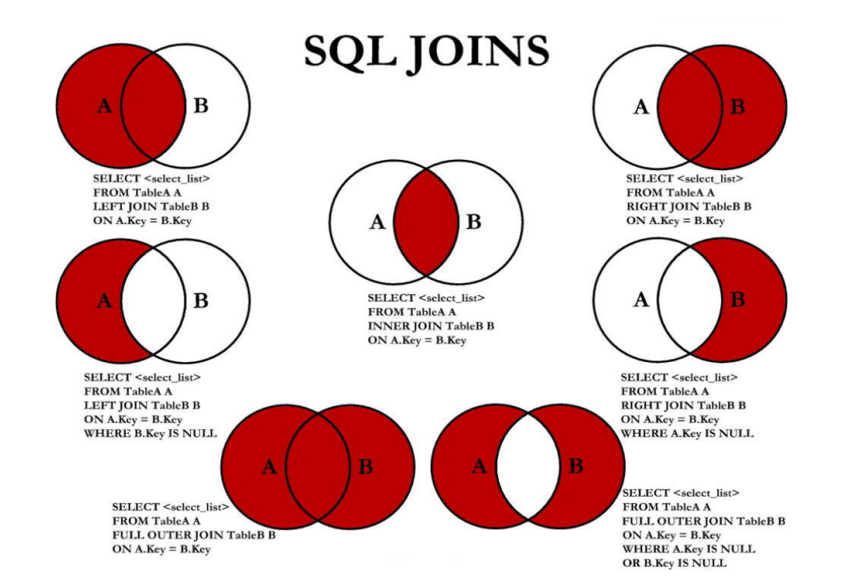 SQL JOINS
A B
SELECT <select_list>
FROM TableA A
LEFT JOIN TableB B
ON A.Key = B.Key
A B
SELECT <select_list>
FROM TableA A
RIGHT JOIN TableB B
ON A.Key = B.Key
A B
SELECT <select_list>
FROM TableA A
INNER JOIN TableB B
ON A.Key = B.Key
A B
SELECT <select_list>
FROM TableA A
LEFT JOIN TableB B
ON A.Key = B.Key
WHERE B.Key IS NULL
A B
SELECT <select_list>
FROM TableA A
RIGHT JOIN TableB B
ON A.Key = B.Key
WHERE A.Key IS NULL
A B
SELECT <select_list>
FROM TableA A
FULL OUTER JOIN TableB B
ON A.Key = B.Key
A B
SELECT <select_list>
FROM TableA A
FULL OUTER JOIN TableB B
ON A.Key = B.Key
WHERE A.Key IS NULL
OR B.Key IS NULL